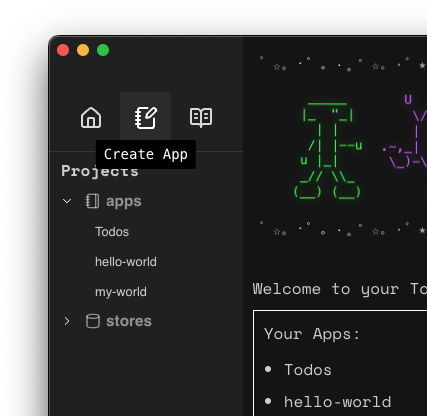 Create App
Projects
apps
Todos
hello-world
my-world
stores
Welcome to your To
Your Apps:
• Todos
• hello-world